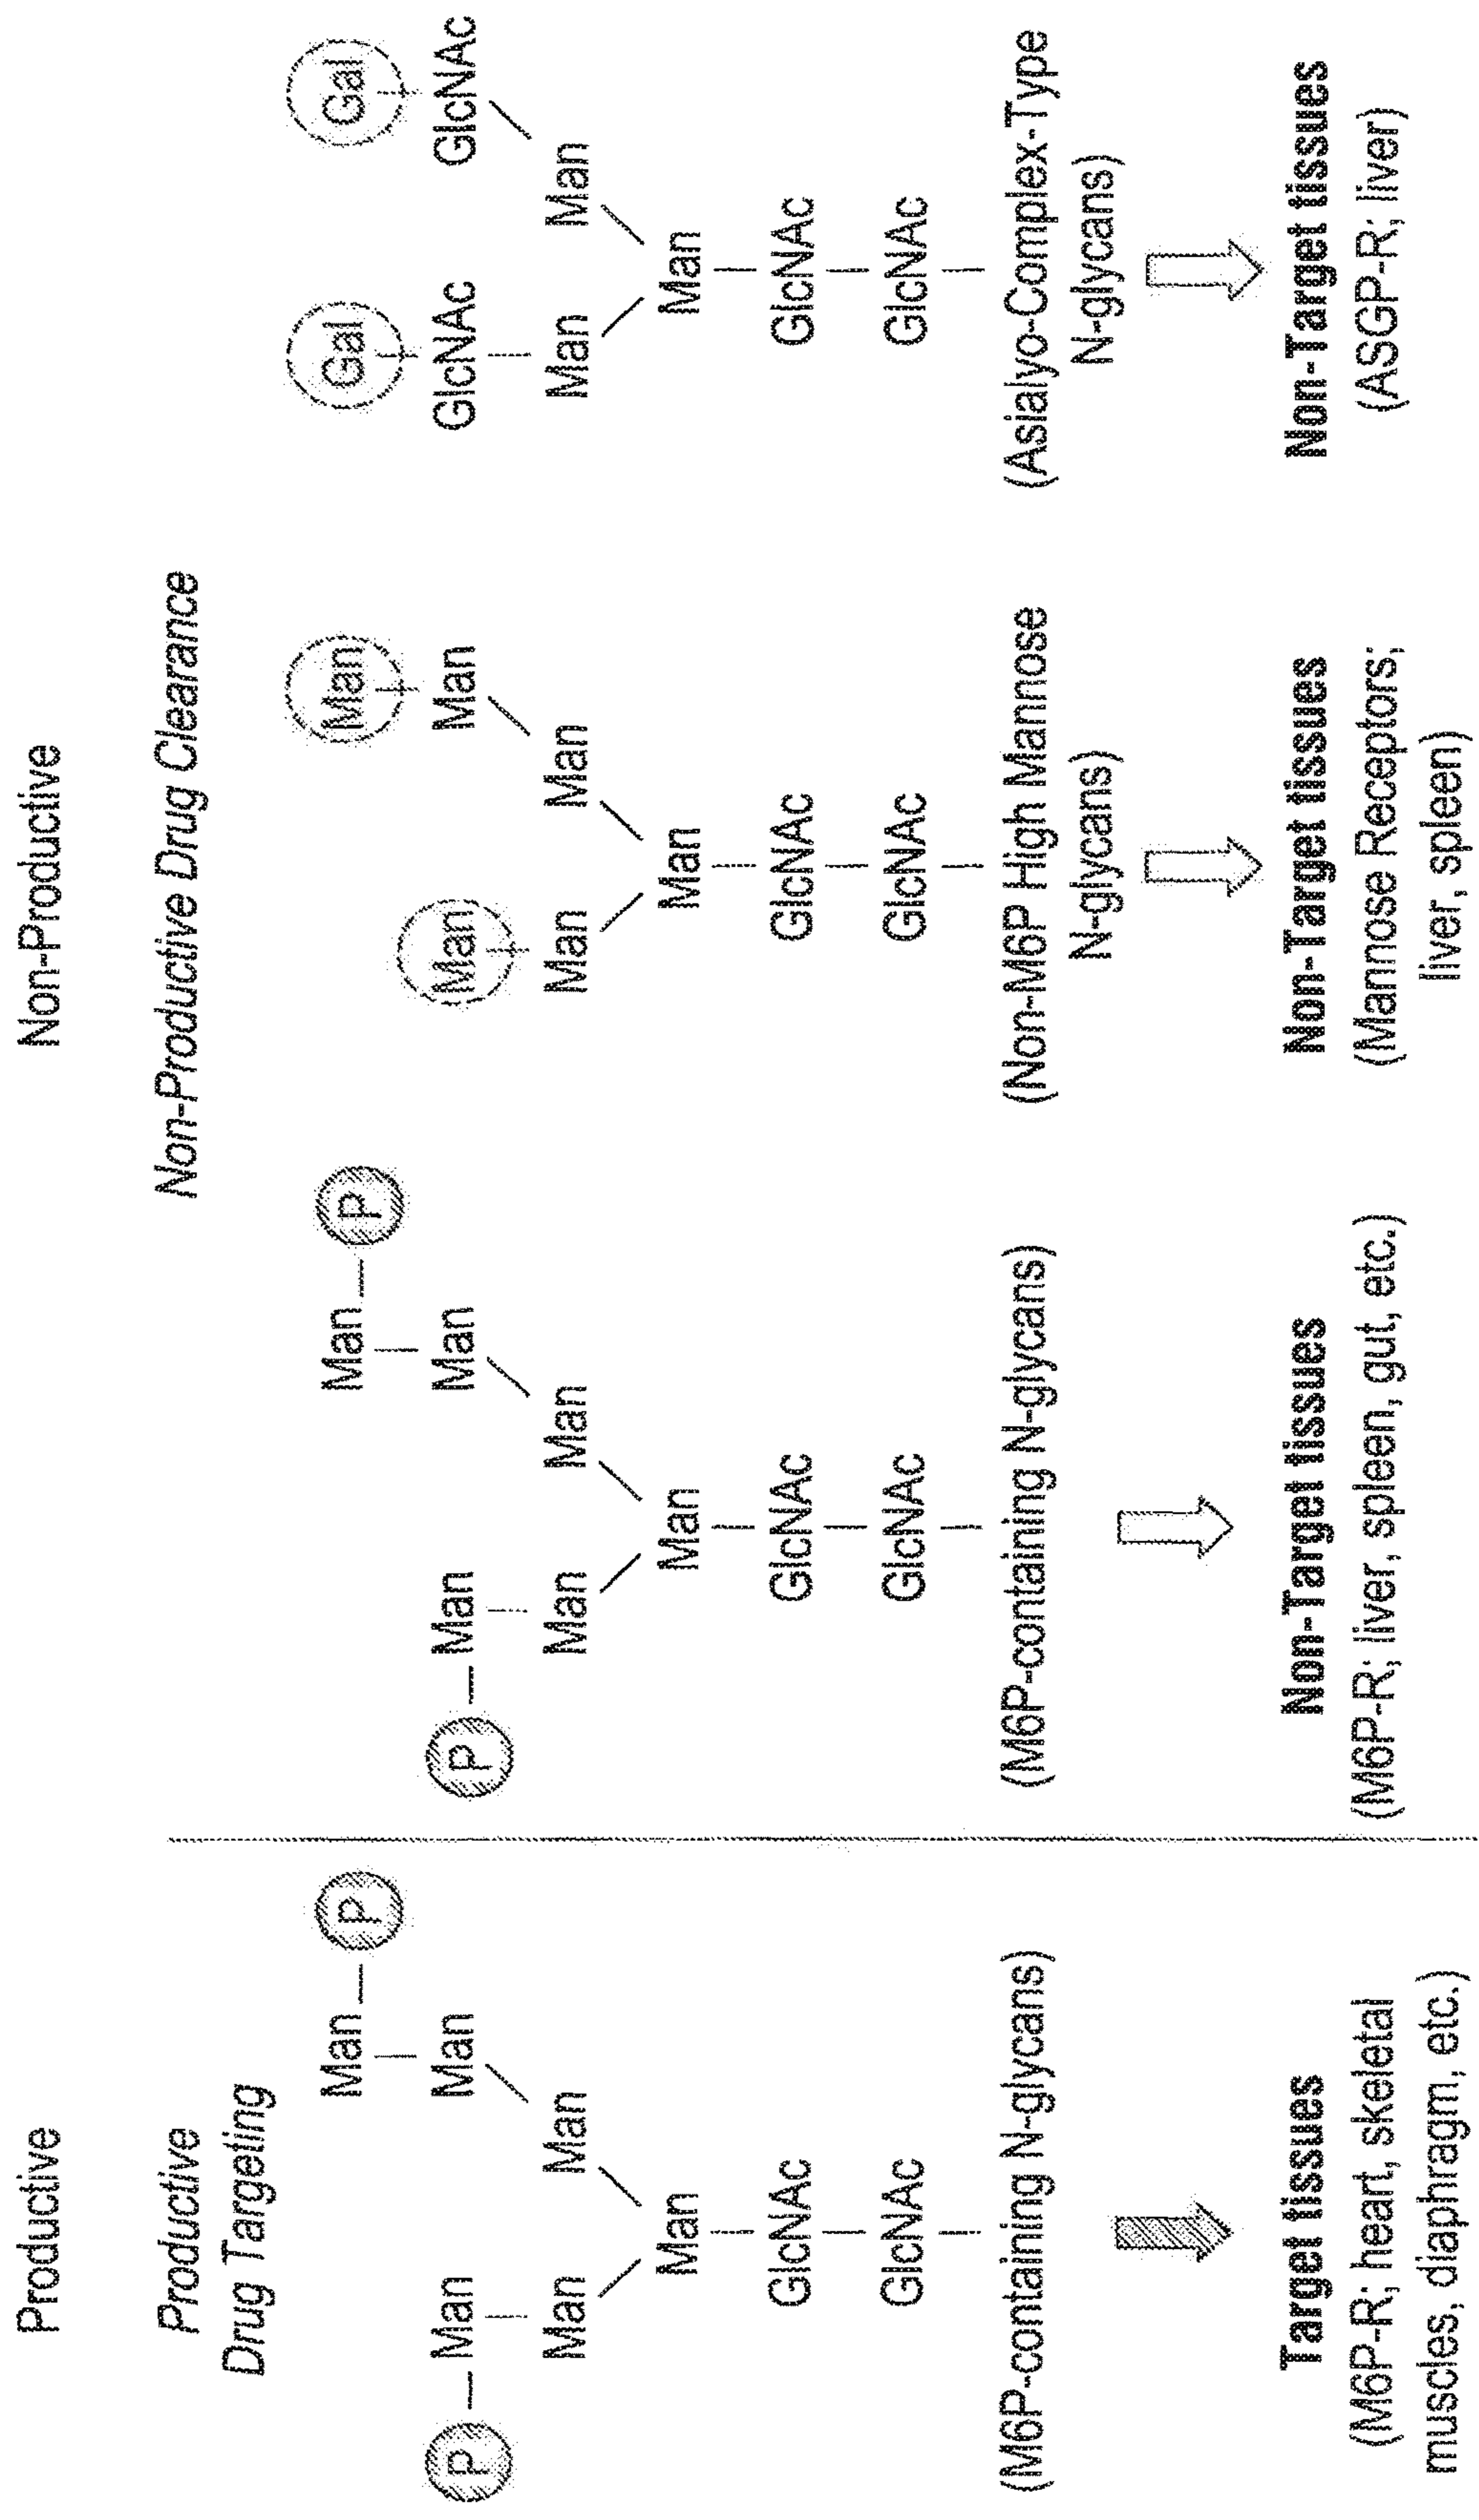 Productive
Non-Productive
Productive
Drug Targeting
Non-Productive Drug Clearance
Man
P
P
Man
Man
Man
Man
Man
GlcNAc
GlcNAc
(M6P-containing N-glycans)
Target tissues
(M6P-R; heart, skeletal
muscles, diaphragm, etc.)
Man
P
P
Man
Man
Man
Man
Man
GlcNAc
GlcNAc
(M6P-containing N-glycans)
Non-Target tissues
(M6P-R; liver, spleen, gut, etc.)
Man
Man
Man
Man
Man
Man
GlcNAc
GlcNAc
(Non-M6P High Mannose
N-glycans)
Non-Target tissues
(Mannose Receptors;
liver, spleen)
Gal
Gal
GlcNAc
GlcNAc
Man
Man
Man
GlcNAc
GlcNAc
(Asialyo-Complex-Type
N-glycans)
Non-Target tissues
(ASGP-R; liver)